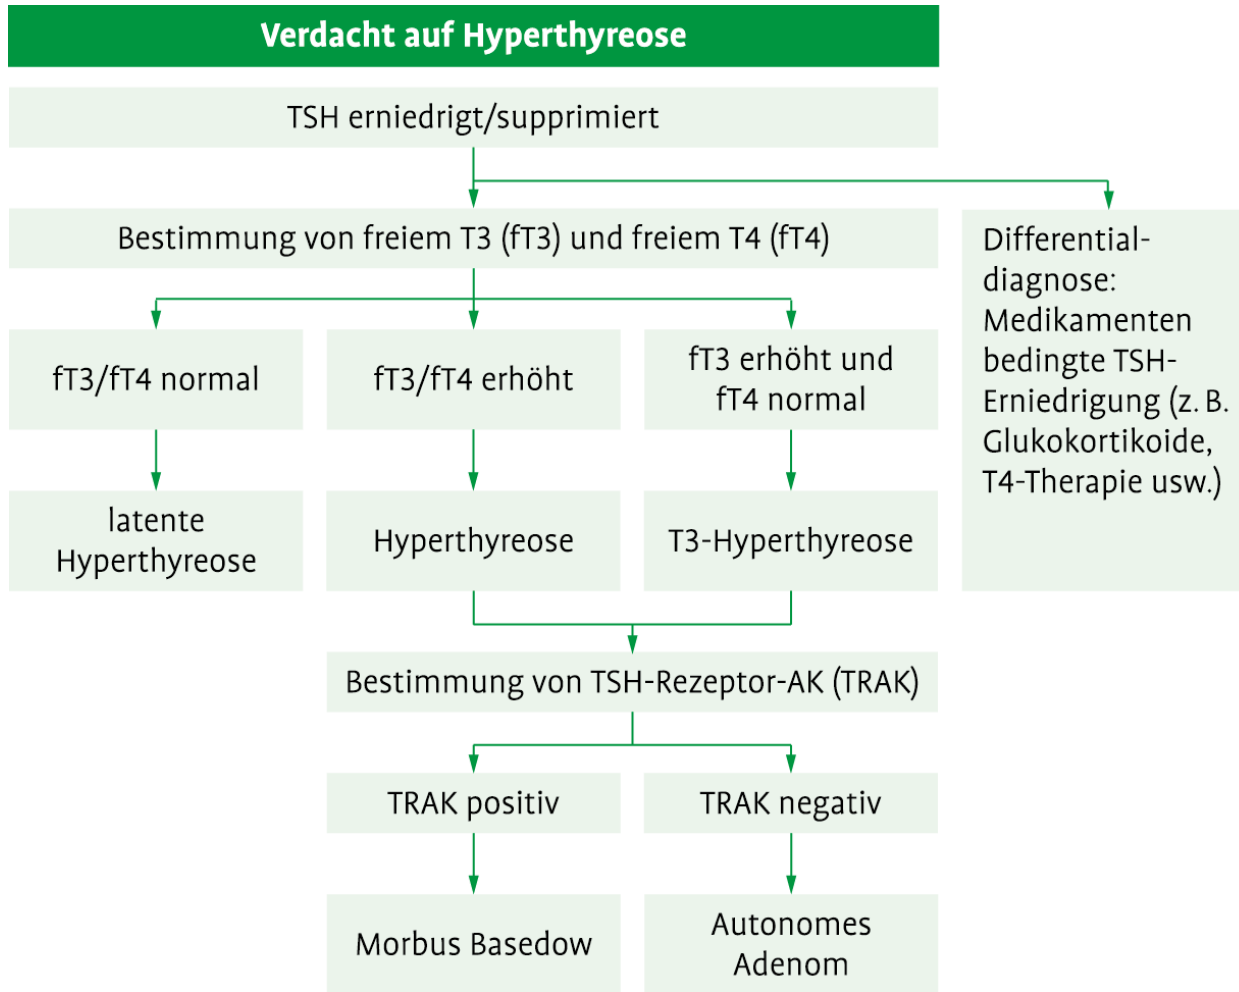 Verdacht auf Hyperthyreose
TSH erniedrigt/supprimiert
Bestimmung von freiem T3 (fT3) und freiem T4 (fT4)
Differential-
diagnose:
Medikamenten
bedingte TSH-
Erniedrigung (z. B.
Glukokortikoide,
T4-Therapie usw.)
fT3/fT4 normal
fT3/fT4 erhöht
fT3 erhöht und
fT4 normal
latente
Hyperthyreose
Hyperthyreose
T3-Hyperthyreose
Bestimmung von TSH-Rezeptor-AK (TRAK)
TRAK positiv
TRAK negativ
Morbus Basedow
Autonomes
Adenom